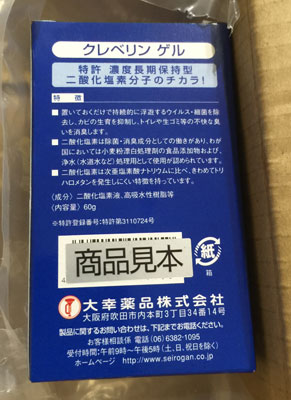 クレベリン ゲル
特許 濃度長期保持型
二酸化塩素分子のチカラ!
特 徴
■ 置いておくだけで持続的に浮遊するウイルス・細菌を除
去し、カビの生育を抑制し、トイレや生ゴミ等の不快な臭
いを消臭します。
■ 二酸化塩素は除菌・消臭成分としての働きがあり、わが
国においては小麦粉漂白処理剤の食品添加物および、
浄水(水道水など)処理用として使用が認められています。
■ 二酸化塩素は次亜塩素酸ナトリウムに比べ、きわめてトリ
ハロメタンを発生しにくい特徴を持っています。
〈成分〉二酸化塩素液、高吸水性樹脂等
〈内容量〉60g
※特許登録番号:特許第3110724号
商品見本
紙
箱
大幸薬品株式会社
大阪府吹田市内本町3丁目34番14号
製品に関するお問い合わせは、下記までお願いいたします。
お客様相談係 電話(06)6382-1095
受付時間:午前9時〜午後5時(土、日、祝日を除く)
ホームページ http://www.seirogan.co.jp